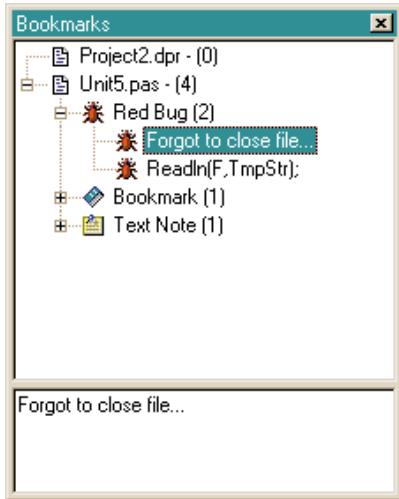 Bookmarks
Project2.dpr - (0)
Unit5.pas - (4)
Red Bug (2)
Forgot to close file...
Readln(F,TmpStr);
Bookmark (1)
Text Note (1)
Forgot to close file...